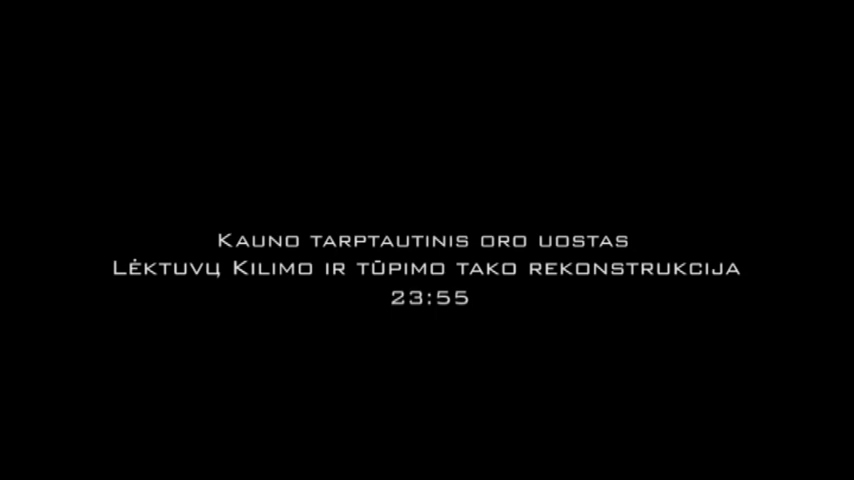 Kauno tarptautinis oro uostas
Lėktuvų Kilimo ir tūpimo tako rekonstrukcija
23:55